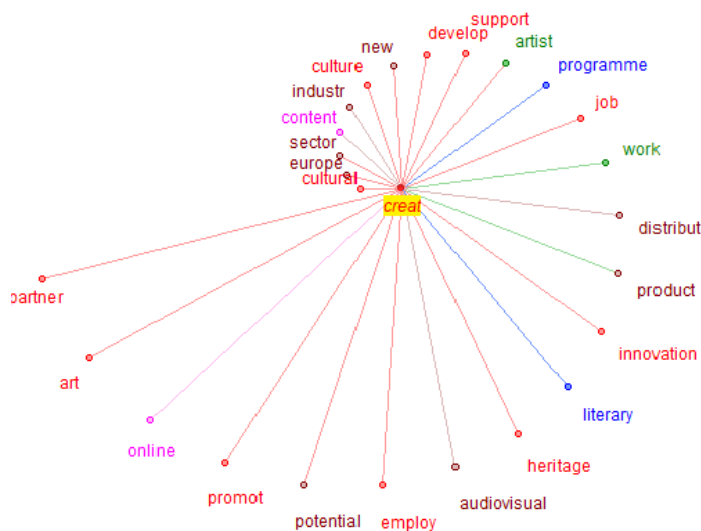 support
develop
artist
new
culture
programme
industr
job
content
sector
work
europe
cultural
creat
distribut
product
partner
innovation
art
literary
online
heritage
promot
audiovisual
potential
employ